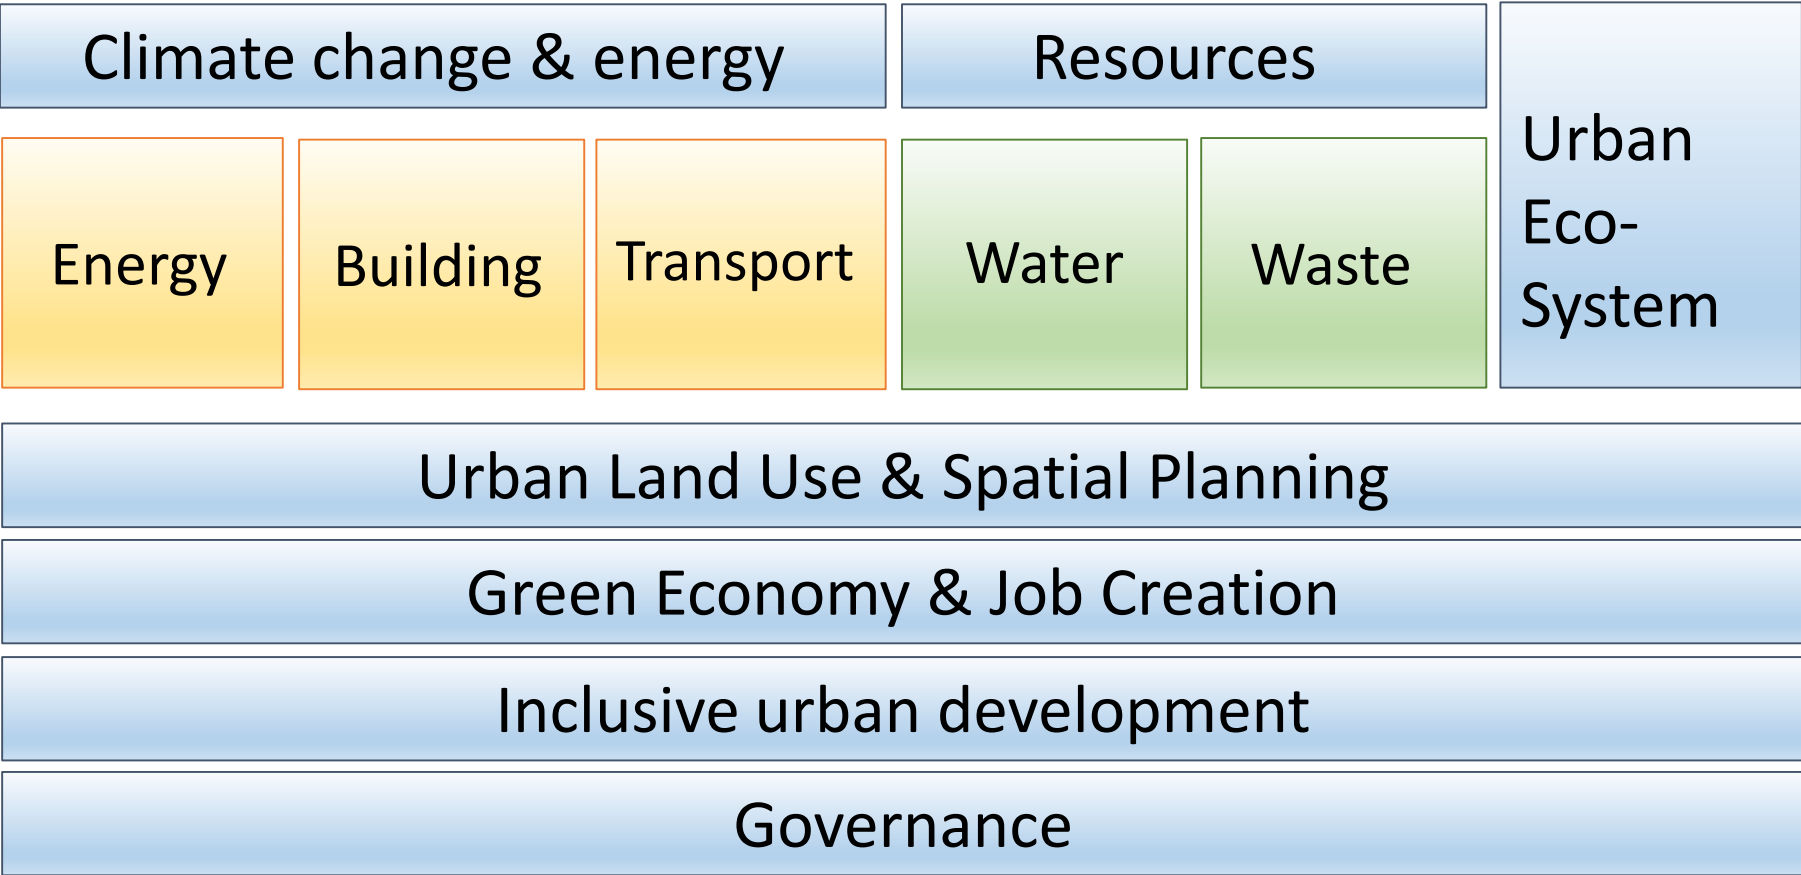 Climate change & energy
Resources
Urban
Eco-
System
Energy
Building
Transport
Water
Waste
Urban Land Use & Spatial Planning
Green Economy & Job Creation
Inclusive urban development
Governance